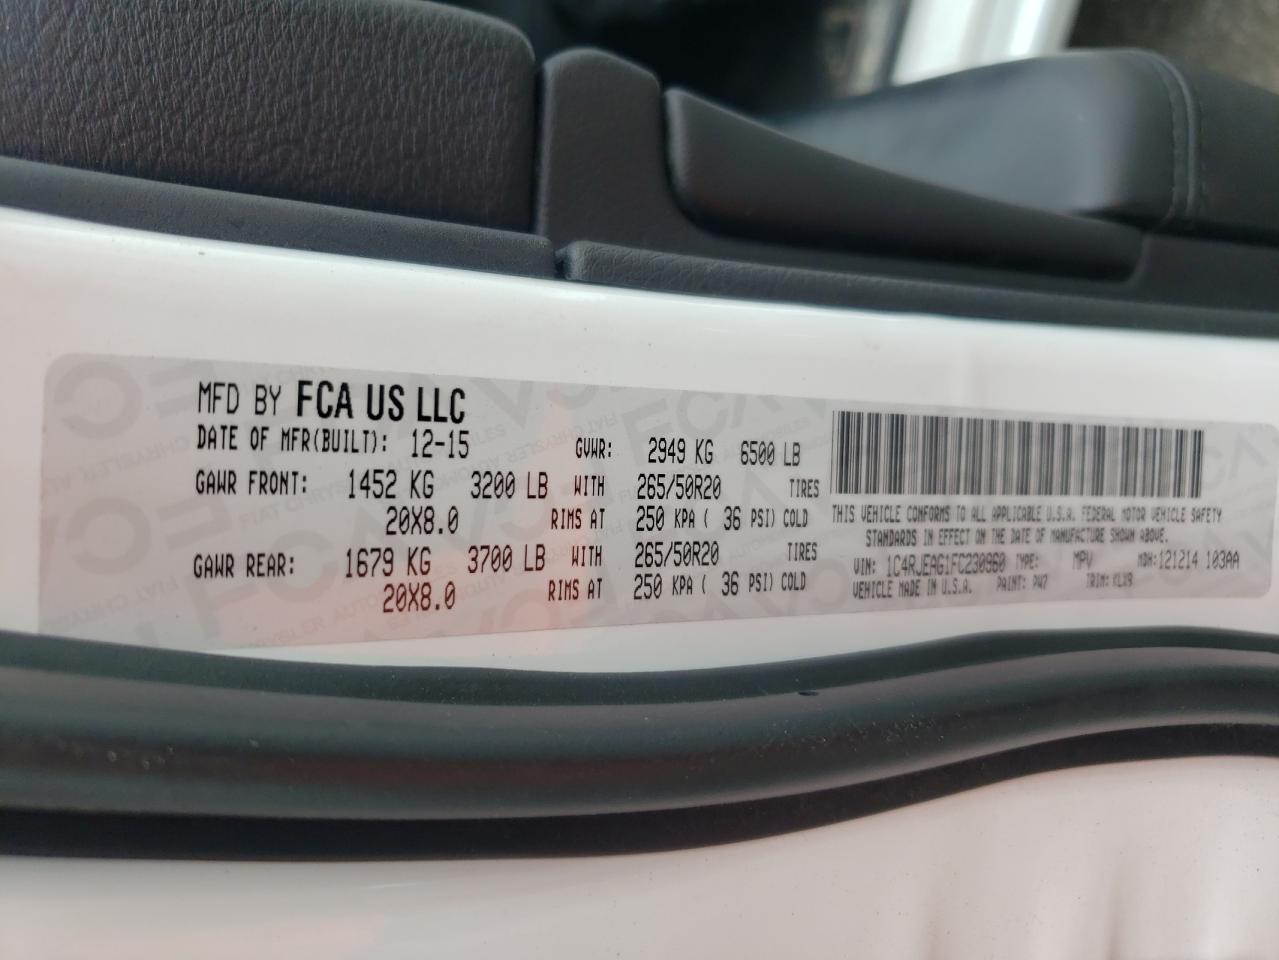 MFD BY FCA US LLC
DATE OF MFR(BUILT): 12-15 GVWR: 2949 KG 6500 LB
GAWR FRONT: 1452 KG 3200 LB WITH 265/50R20 TIRES
20X8.0 RIMS AT 250 KPA ( 36 PSI) COLD
GAWR REAR: 1679 KG 3700 LB WITH 265/50R20 TIRES
20X8.0 RIMS AT 250 KPA ( 36 PSI) COLD
THIS VEHICLE CONFORMS TO ALL APPLICABLE U.S.A. FEDERAL MOTOR VEHICLE SAFETY
STANDARDS IN EFFECT ON THE DATE OF MANUFACTURE SHOWN ABOVE.
VIN: 1C4RJEAG1FC230960 TYPE: MPV MDH: 121214 103AA
VEHICLE MADE IN U.S.A. PAINT: PW7 TRIM: KLX9